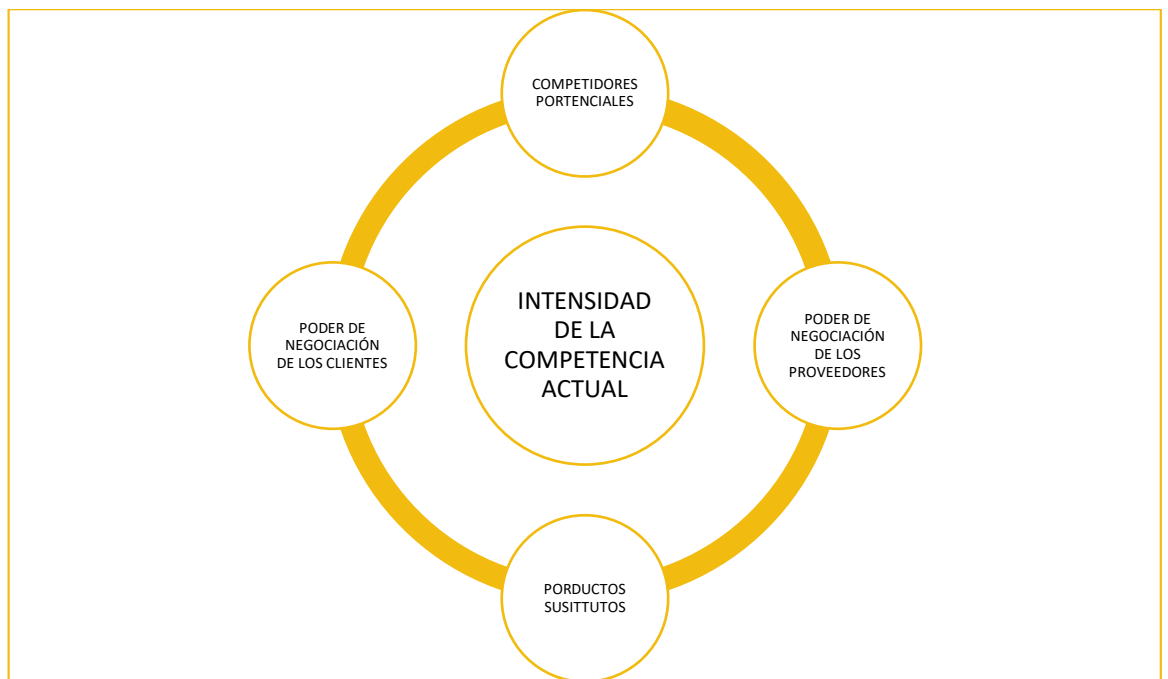 COMPETIDORES
PORTENCIALES
PODER DE
NEGOCIACIÓN
DE LOS CLIENTES
INTENSIDAD
DE LA
COMPETENCIA
ACTUAL
PODER DE
NEGOCIACIÓN
DE LOS
PROVEEDORES
PORDUCTOS
SUSITTUTOS